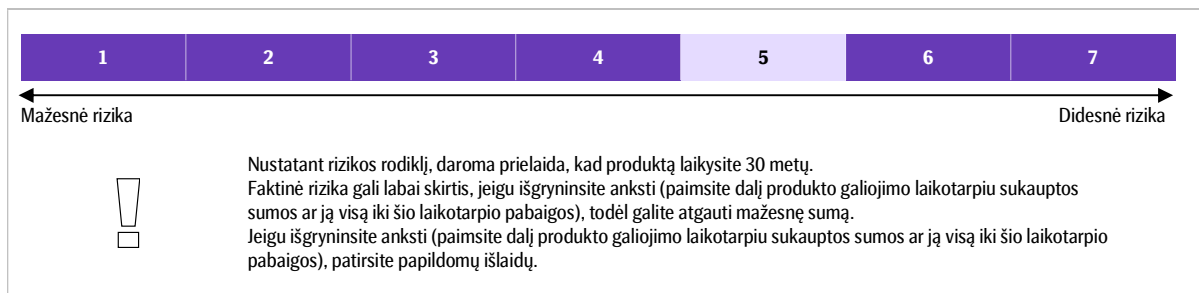 1 2 3 4 5 6 7
Mažesnė rizika Didesnė rizika
Nustatant rizikos rodiklį, daroma prielaida, kad produktą laikysite 30 metų.
Faktinė rizika gali labai skirtis, jeigu išgryninsite anksti (paimsite dalį produkto galiojimo laikotarpiu sukauptos
sumos ar ją visą iki šio laikotarpio pabaigos), todėl galite atgauti mažesnę sumą.
Jeigu išgryninsite anksti (paimsite dalį produkto galiojimo laikotarpiu sukauptos sumos ar ją visą iki šio laikotarpio
pabaigos), patirsite papildomų išlaidų.